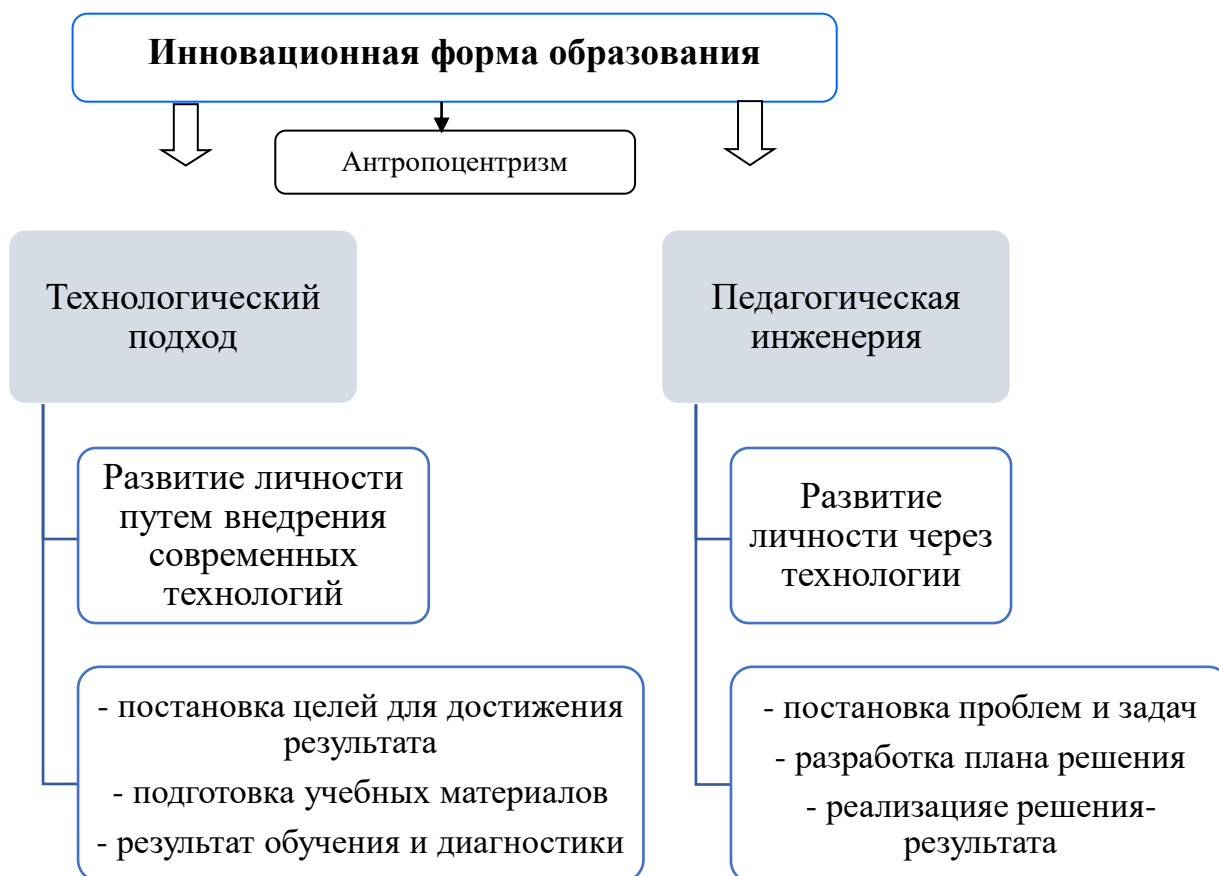 Инновационная форма образования
Антропоцентризм
Технологический
подход
Развитие личности
путем внедрения
современных
технологий
- постановка целей для достижения
результата
- подготовка учебных материалов
- результат обучения и диагностики
Педагогическая
инженерия
Развитие
личности через
технологии
- постановка проблем и задач
- разработка плана решения
- реализацияе решения-
результата